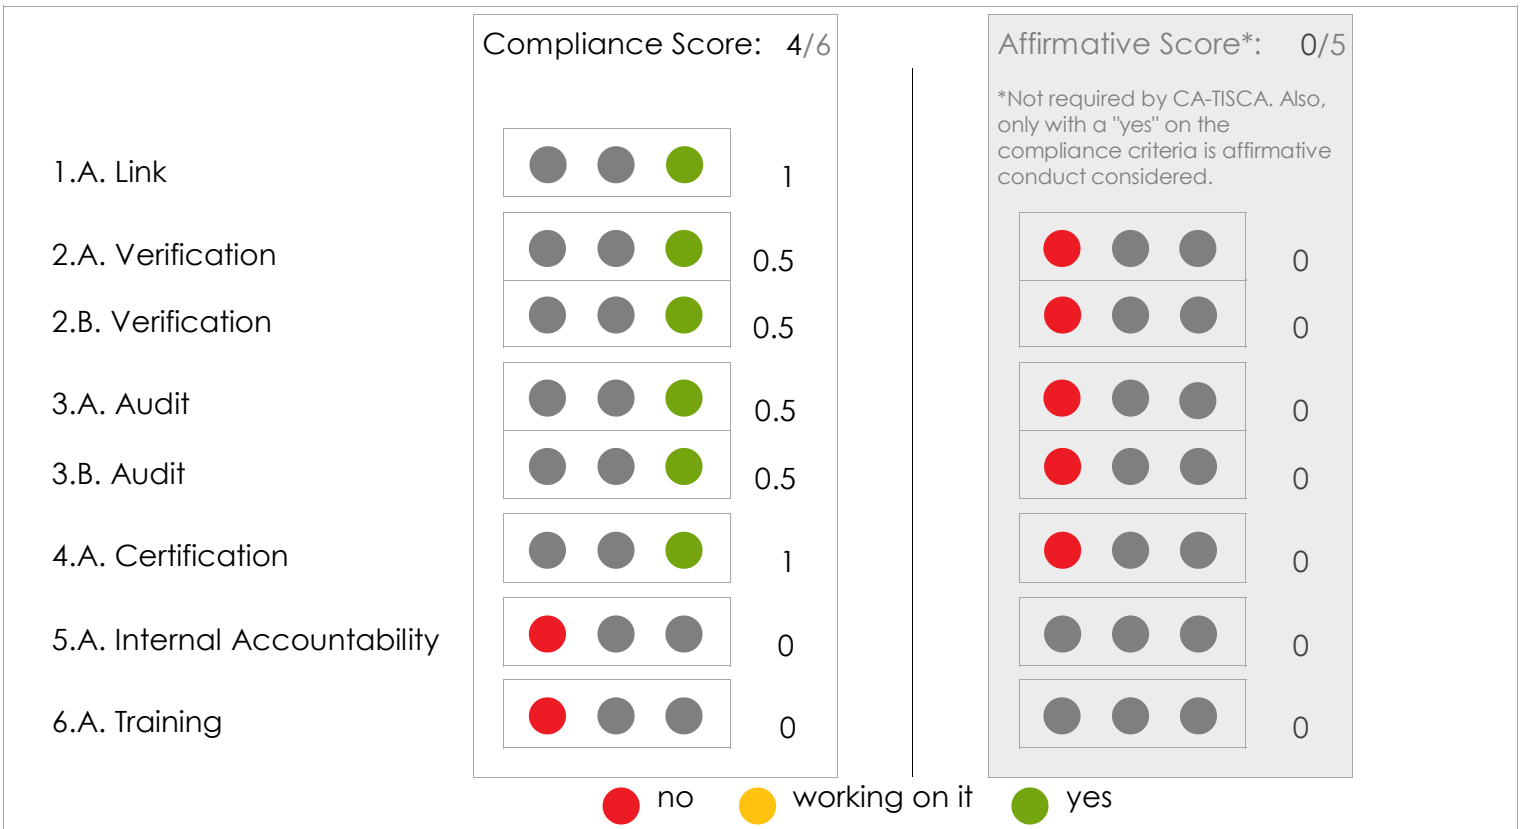 Compliance Score: 4/6
Affirmative Score*: 0/5
*Not required by CA-TISCA. Also,
only with a "yes" on the
compliance criteria is affirmative
conduct considered.
1.A. Link 1
2.A. Verification 0.5 0
2.B. Verification 0.5 0
3.A. Audit 0.5 0
3.B. Audit 0.5 0
4.A. Certification 1 0
5.A. Internal Accountability 0 0
6.A. Training 0 0
no working on it yes